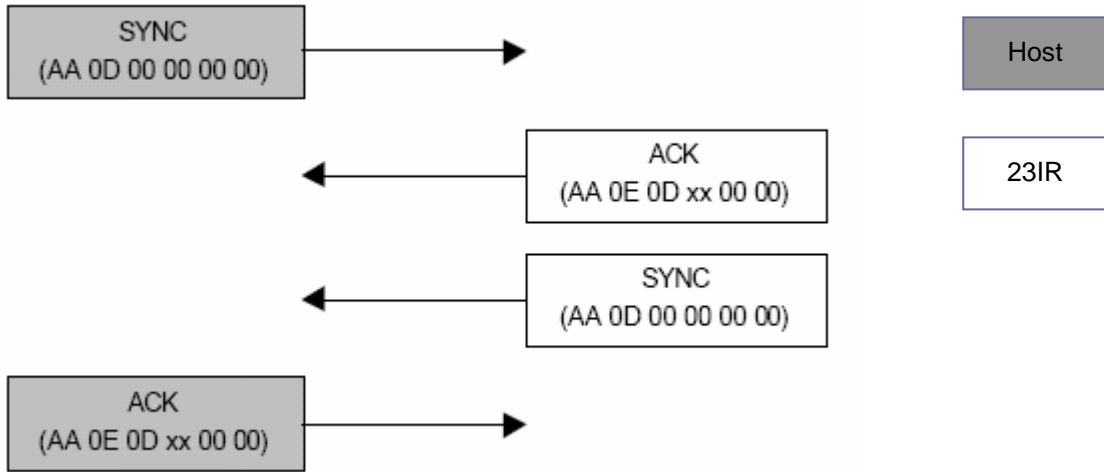 SYNC
(AA 0D 00 00 00 00)
Host
ACK
(AA 0E 0D xx 00 00)
23IR
SYNC
(AA 0D 00 00 00 00)
ACK
(AA 0E 0D xx 00 00)